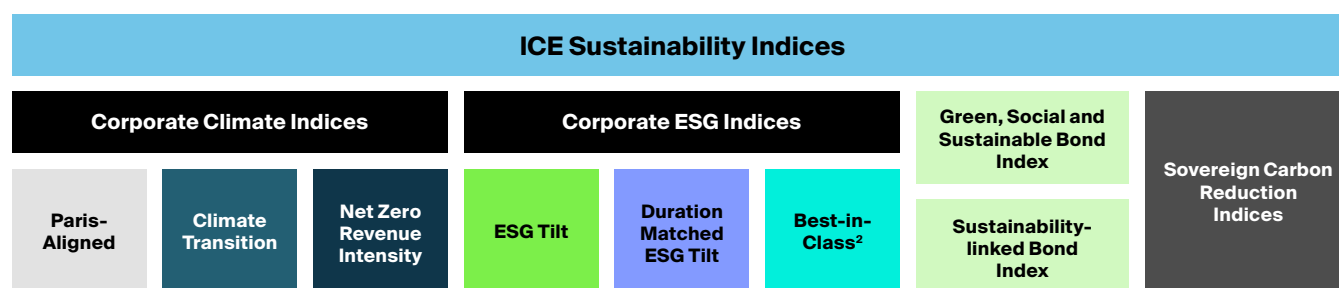 ICE Sustainability Indices
Corporate Climate Indices
Paris-
Aligned
Climate
Transition
Net Zero
Revenue
Intensity
Corporate ESG Indices
ESG Tilt
Duration
Matched
ESG Tilt
Best-in-
Class²
Green, Social and
Sustainable Bond
Index
Sustainability-
linked Bond
Index
Sovereign Carbon
Reduction
Indices